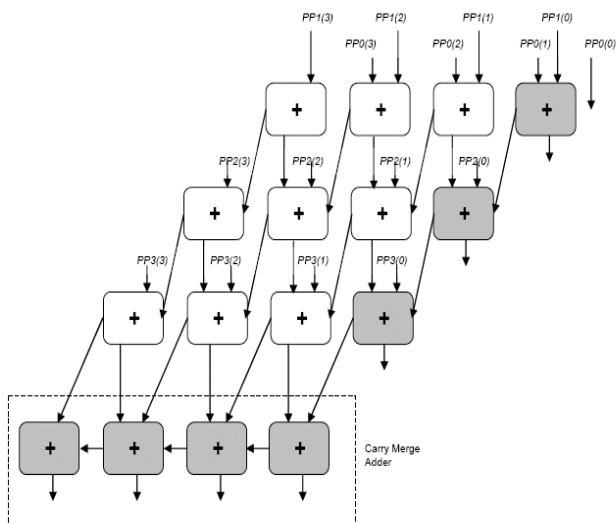 PP1(3) PP1(2) PP1(1) PP1(0)
PP0(3) PP0(2) PP0(1) PP0(0)
+ + + +
PP2(3) PP2(2) PP2(1) PP2(0)
+ + + +
PP3(3) PP3(2) PP3(1) PP3(0)
+ + + +
+ + + +
Carry Merge
Adder